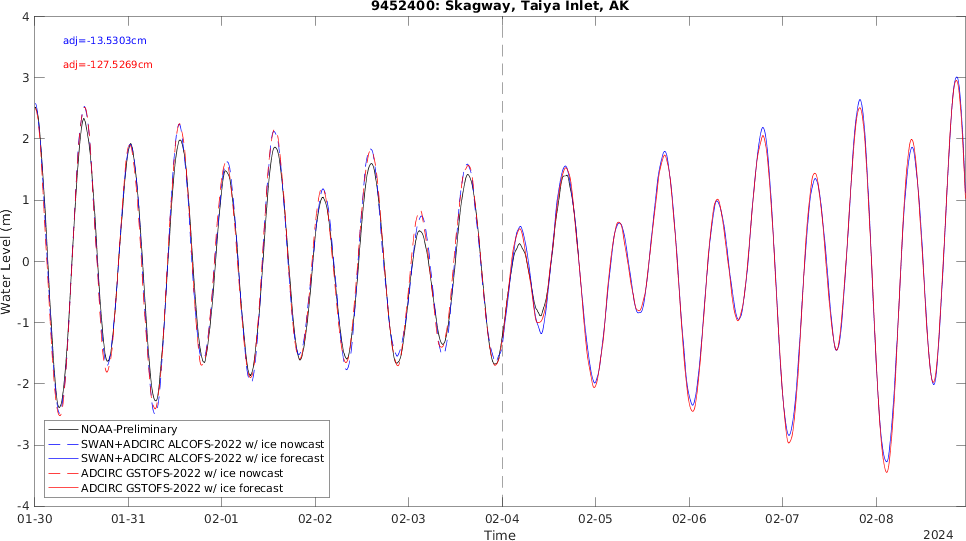 9452400: Skagway, Taiya Inlet, AK
adj=-13.5303cm
adj=-127.5269cm
Water Level (m)
4
3
2
1
0
-1
-2
-3
-4
NOAA-Preliminary
SWAN+ADCIRC ALCOFS-2022 w/ ice nowcast
SWAN+ADCIRC ALCOFS-2022 w/ ice forecast
ADCIRC GSTOFS-2022 w/ ice nowcast
ADCIRC GSTOFS-2022 w/ ice forecast
01-30 01-31 02-01 02-02 02-03 02-04 02-05 02-06 02-07 02-08
Time
2024